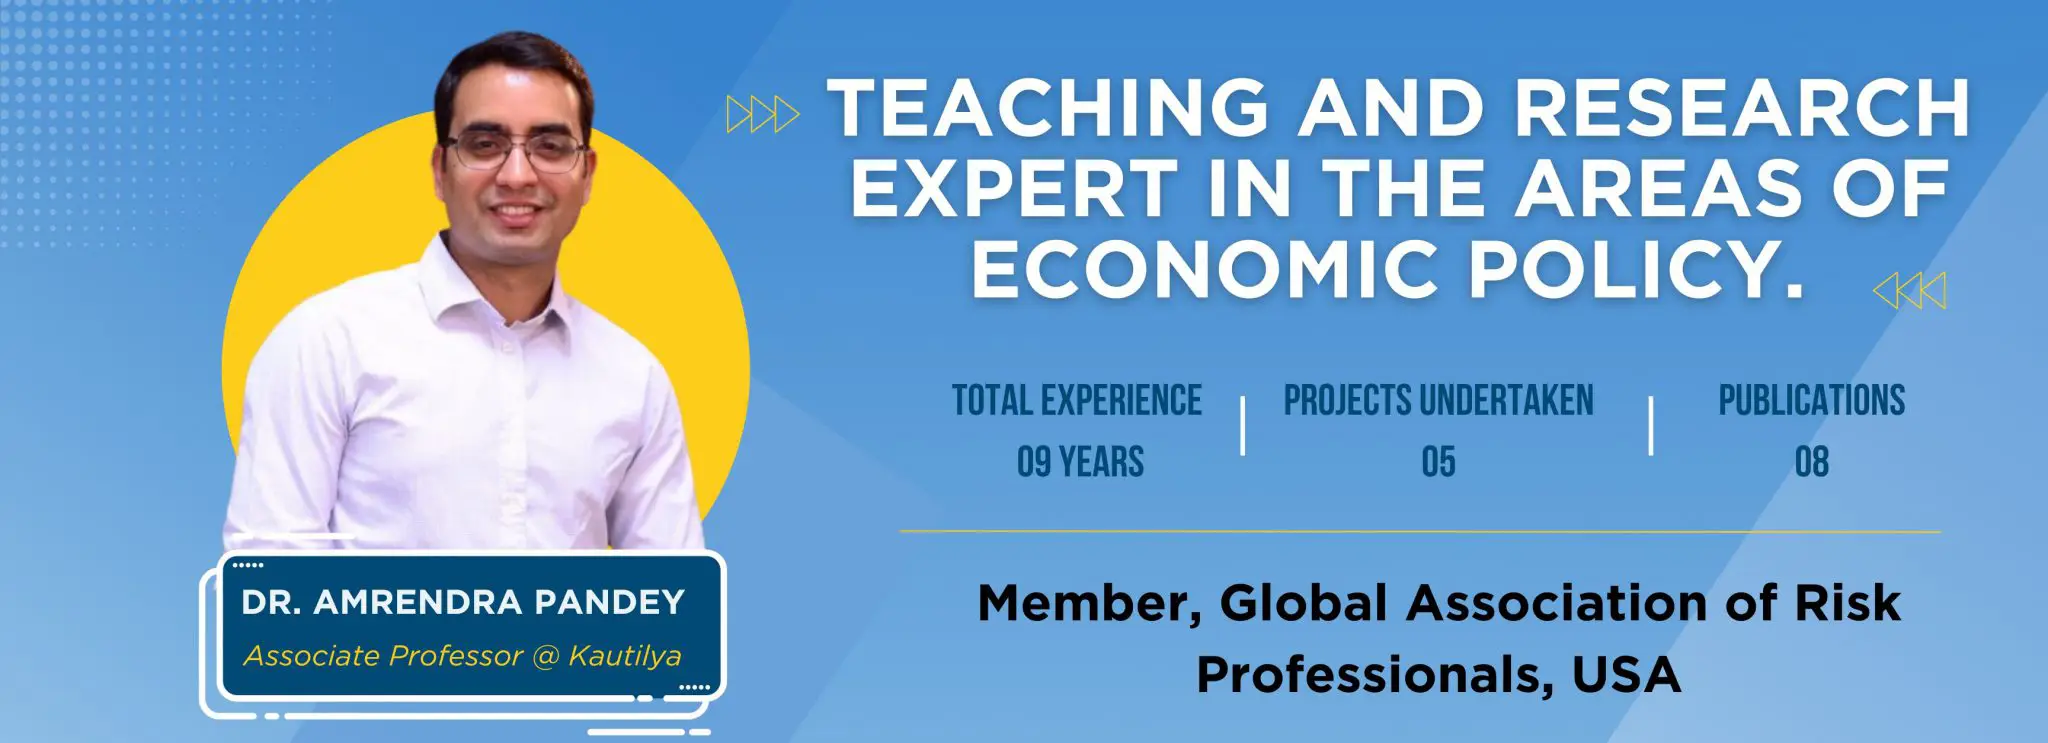 TEACHING AND RESEARCH
EXPERT IN THE AREAS OF
ECONOMIC POLICY.
TOTAL EXPERIENCE
09 YEARS
PROJECTS UNDERTAKEN
05
PUBLICATIONS
08
DR. AMRENDRA PANDEY
Associate Professor @ Kautilya
Member, Global Association of Risk
Professionals, USA